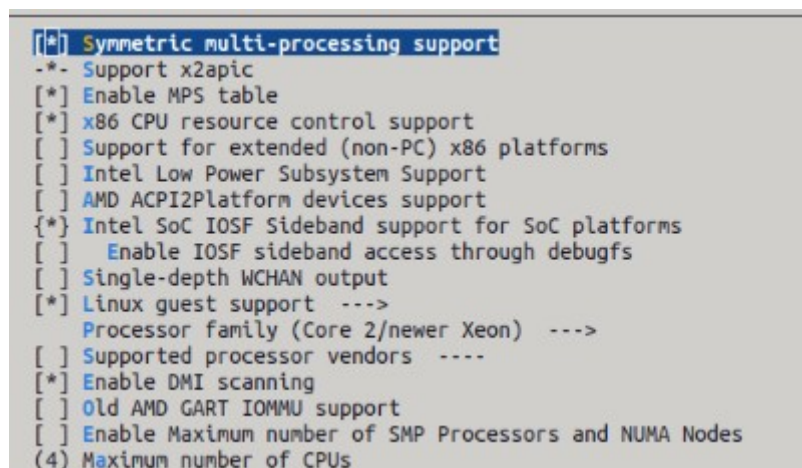 [*] Symmetric multi-processing support
-*- Support x2apic
[*] Enable MPS table
[*] x86 CPU resource control support
[ ] Support for extended (non-PC) x86 platforms
[ ] Intel Low Power Subsystem Support
[ ] AMD ACPI2Platform devices support
{*} Intel SoC IOSF Sideband support for SoC platforms
[ ]   Enable IOSF sideband access through debugfs
[ ] Single-depth WCHAN output
[*] Linux guest support  --->
    Processor family (Core 2/newer Xeon)  --->
[ ] Supported processor vendors  ----
[*] Enable DMI scanning
[ ] Old AMD GART IOMMU support
[ ] Enable Maximum number of SMP Processors and NUMA Nodes
(4) Maximum number of CPUs